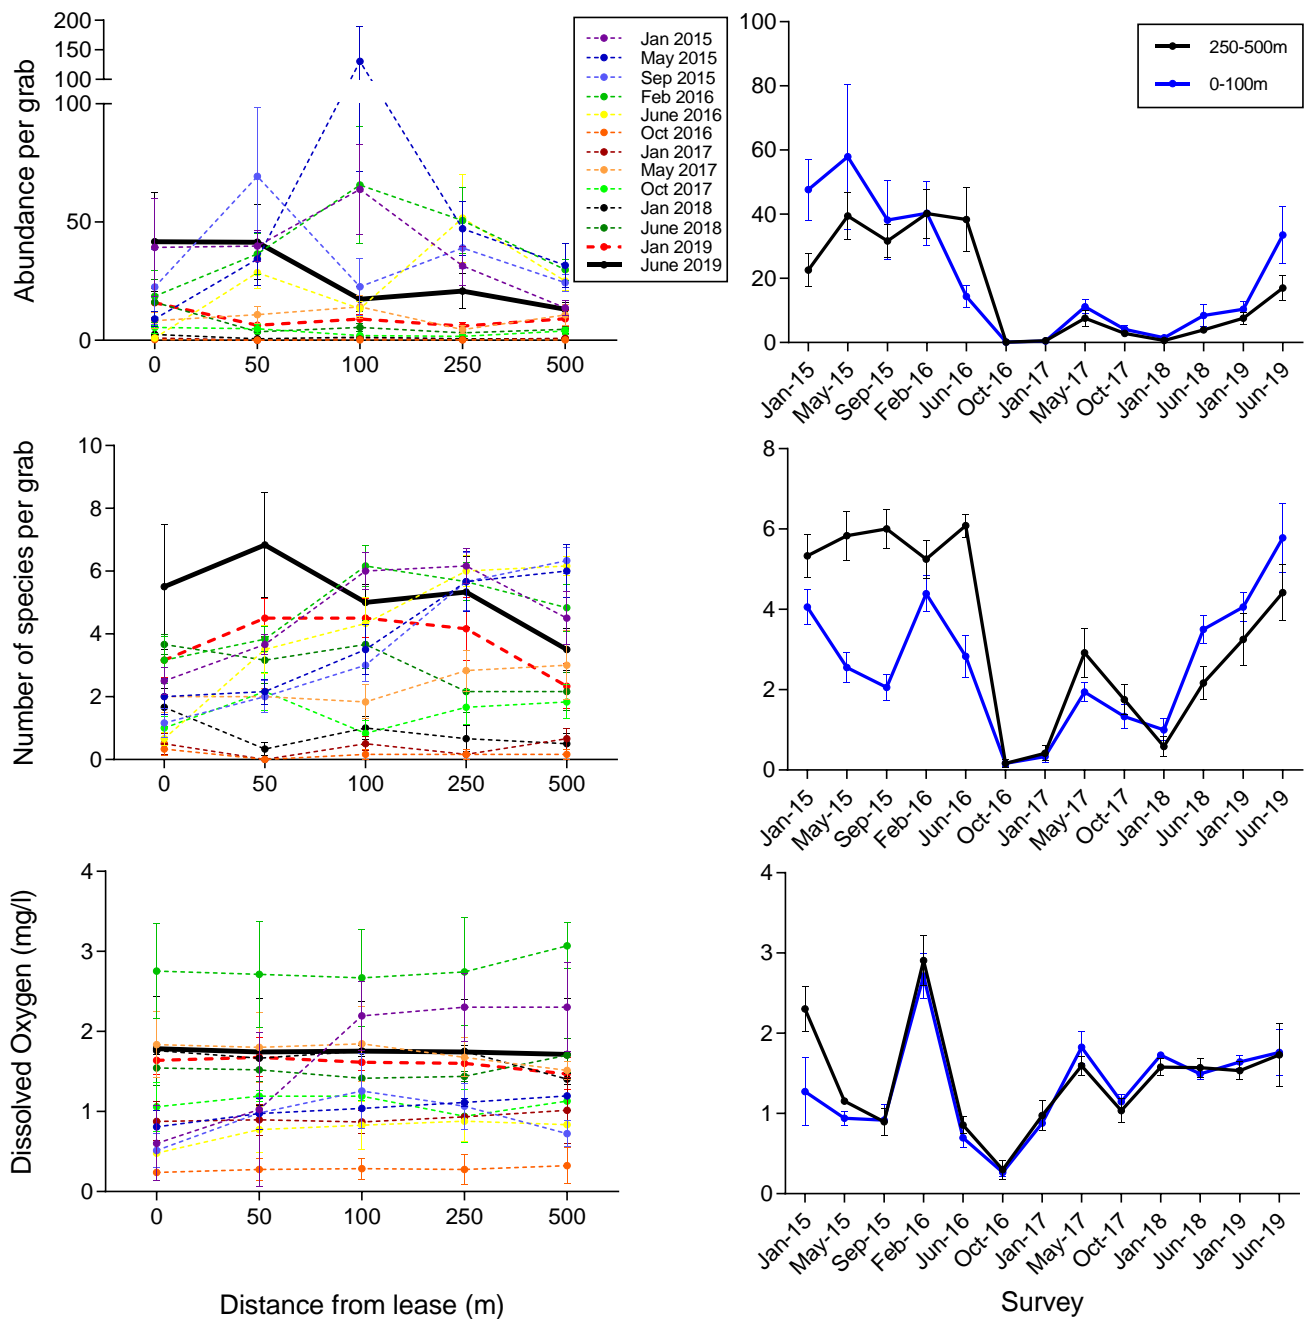 Abundance per grab
200
150
100
100
50
0
0 50 100 250 500
Jan 2015
May 2015
Sep 2015
Feb 2016
June 2016
Oct 2016
Jan 2017
May 2017
Oct 2017
Jan 2018
June 2018
Jan 2019
June 2019
100
80
60
40
20
0
250-500m
0-100m
Jan-15 May-15 Sep-15 Feb-16 Jun-16 Oct-16 Jan-17 May-17 Oct-17 Jan-18 Jun-18 Jan-19 Jun-19
Number of species per grab
10
8
6
4
2
0
0 50 100 250 500
8
6
4
2
0
Jan-15 May-15 Sep-15 Feb-16 Jun-16 Oct-16 Jan-17 May-17 Oct-17 Jan-18 Jun-18 Jan-19 Jun-19
Dissolved Oxygen (mg/l)
4
3
2
1
0
0 50 100 250 500
Distance from lease (m)
4
3
2
1
0
Jan-15 May-15 Sep-15 Feb-16 Jun-16 Oct-16 Jan-17 May-17 Oct-17 Jan-18 Jun-18 Jan-19 Jun-19
Survey